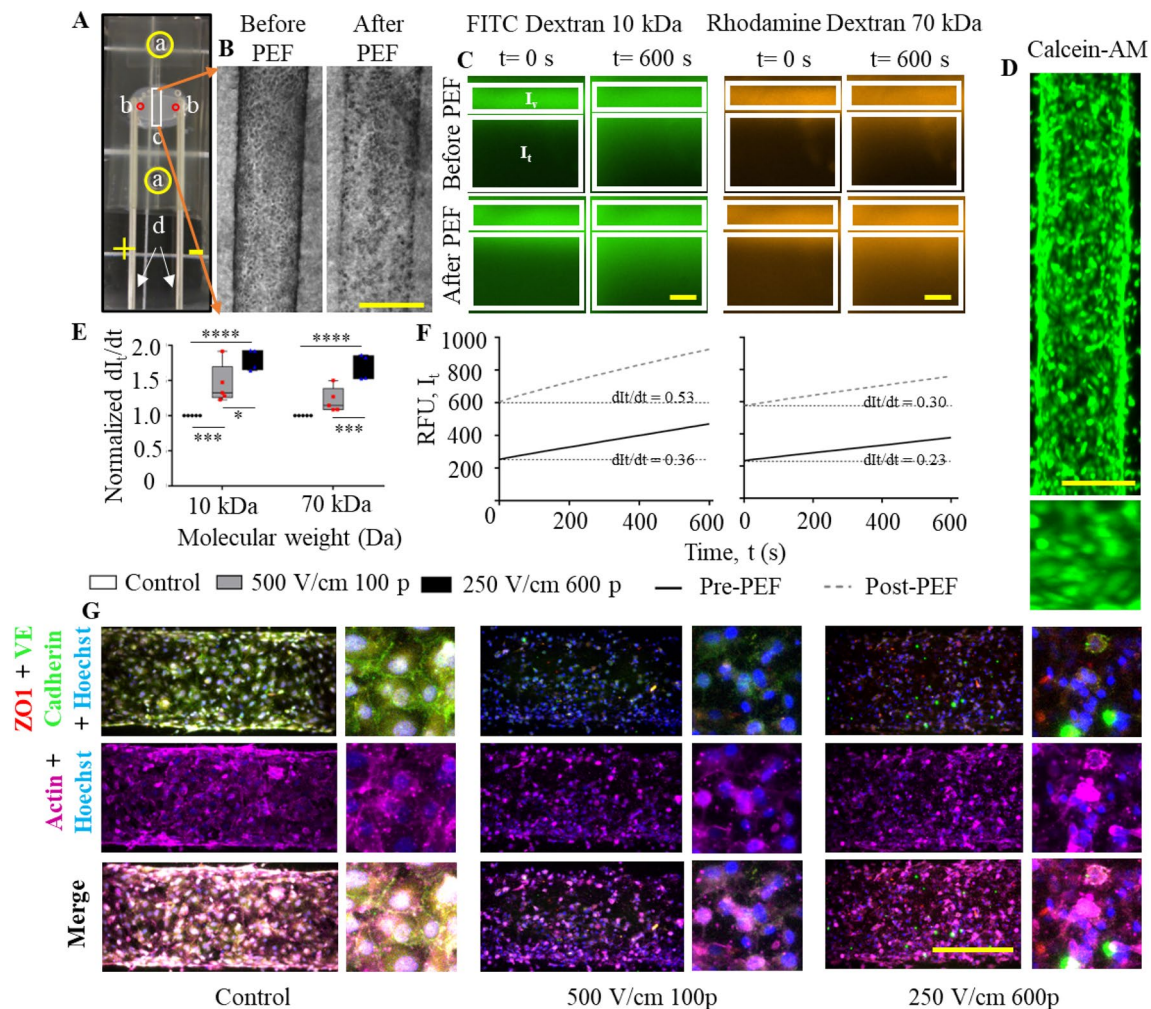 A
a
b
b
c
a
d
+
-
B
Before
PEF
After
PEF
FITC Dextran 10 kDa
Rhodamine Dextran 70 kDa
C
t= 0 s
t= 600 s
t= 0 s
t= 600 s
Before PEF
After PEF
Iv
It
D
Calcein-AM
E
****
****
***
*
***
Normalized dIt/dt
2.0
1.5
1.0
0.5
0
10 kDa
70 kDa
Molecular weight (Da)
F
RFU, It
1000
800
600
400
200
dIt/dt = 0.53
dIt/dt = 0.36
dIt/dt = 0.30
dIt/dt = 0.23
0
200
400
600
0
200
400
600
Time, t (s)
Control
500 V/cm 100 p
250 V/cm 600 p
Pre-PEF
Post-PEF
G
ZO1 + VE
Cadherin
+ Hoechst
Actin +
Hoechst
Merge
Control
500 V/cm 100p
250 V/cm 600p